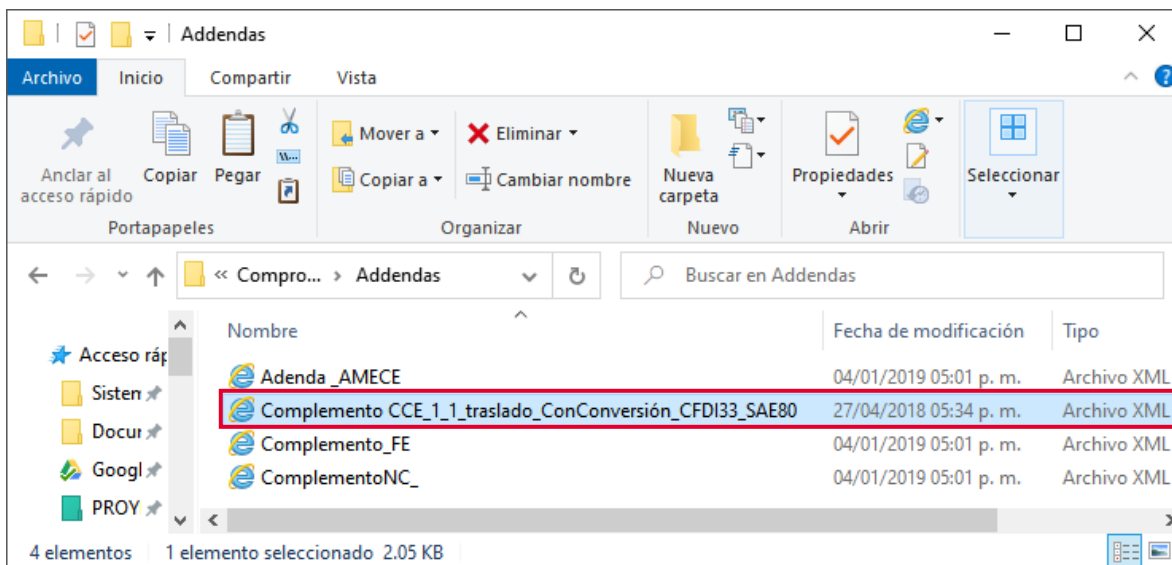 Addendas
Archivo Inicio Compartir Vista
Anclar al acceso rápido
Copiar
Pegar
Portapapeles
Mover a
Copiar a
Eliminar
Cambiar nombre
Organizar
Nueva carpeta
Nuevo
Propiedades
Abrir
Seleccionar
« Compro... › Addendas
Buscar en Addendas
Nombre Fecha de modificación Tipo
Acceso ráp
Sistem
Docur
Googl
PROY
Adenda _AMECE 04/01/2019 05:01 p. m. Archivo XML
Complemento CCE_1_1_traslado_ConConversión_CFDI33_SAE80 27/04/2018 05:34 p. m. Archivo XML
Complemento_FE 04/01/2019 05:01 p. m. Archivo XML
ComplementoNC_ 04/01/2019 05:01 p. m. Archivo XML
4 elementos 1 elemento seleccionado 2.05 KB